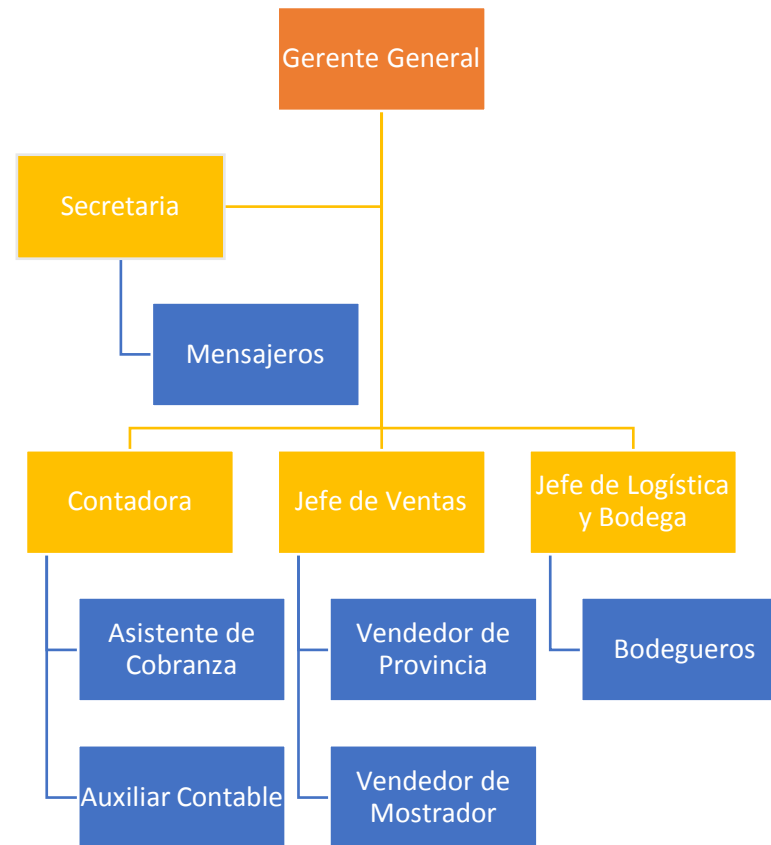 Gerente General
Secretaria
Mensajeros
Contadora
Jefe de Ventas
Jefe de Logística
y Bodega
Asistente de
Cobranza
Vendedor de
Provincia
Bodegueros
Auxiliar Contable
Vendedor de
Mostrador